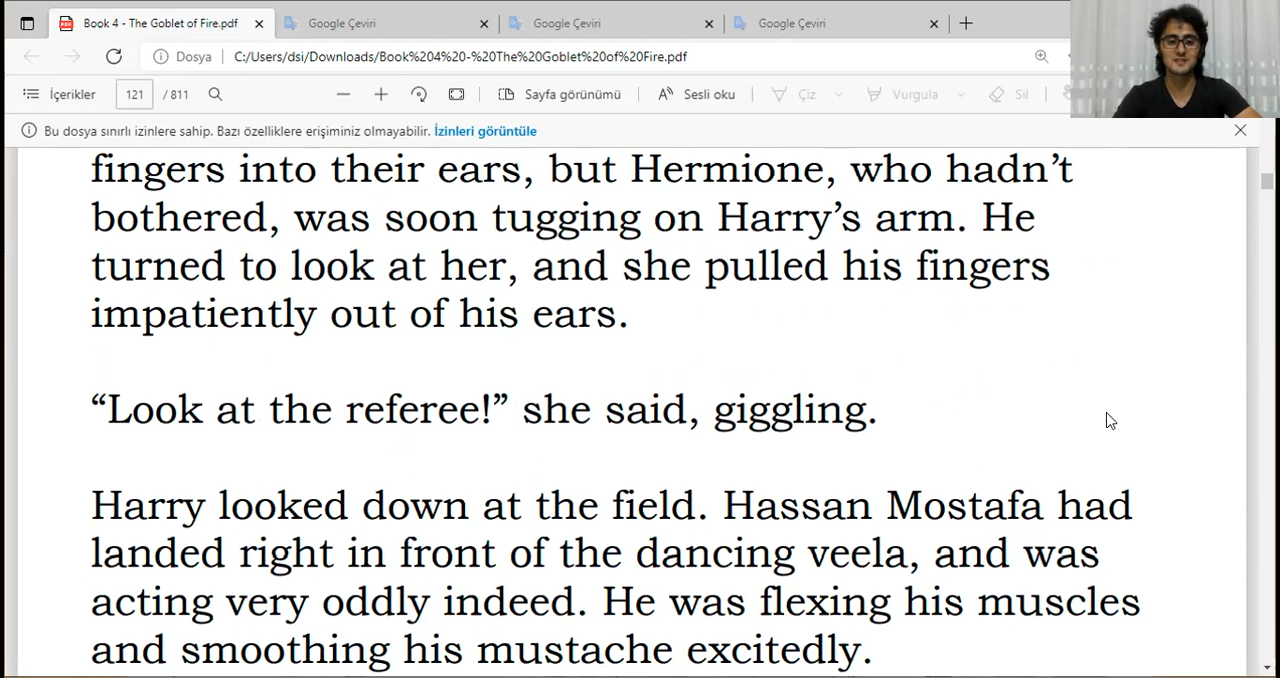 Book 4 - The Goblet of Fire.pdf
Google Çeviri
Google Çeviri
Google Çeviri
Dosya C:/Users/dsi/Downloads/Book%204%20-%20The%20Goblet%20of%20Fire.pdf
İçerikler 121 / 811 Sayfa görünümü Sesli oku Çiz Vurgula Sil
Bu dosya sınırlı izinlere sahip. Bazı özelliklere erişiminiz olmayabilir. İzinleri görüntüle
fingers into their ears, but Hermione, who hadn’t
bothered, was soon tugging on Harry’s arm. He
turned to look at her, and she pulled his fingers
impatiently out of his ears.
“Look at the referee!” she said, giggling.
Harry looked down at the field. Hassan Mostafa had
landed right in front of the dancing veela, and was
acting very oddly indeed. He was flexing his muscles
and smoothing his mustache excitedly.